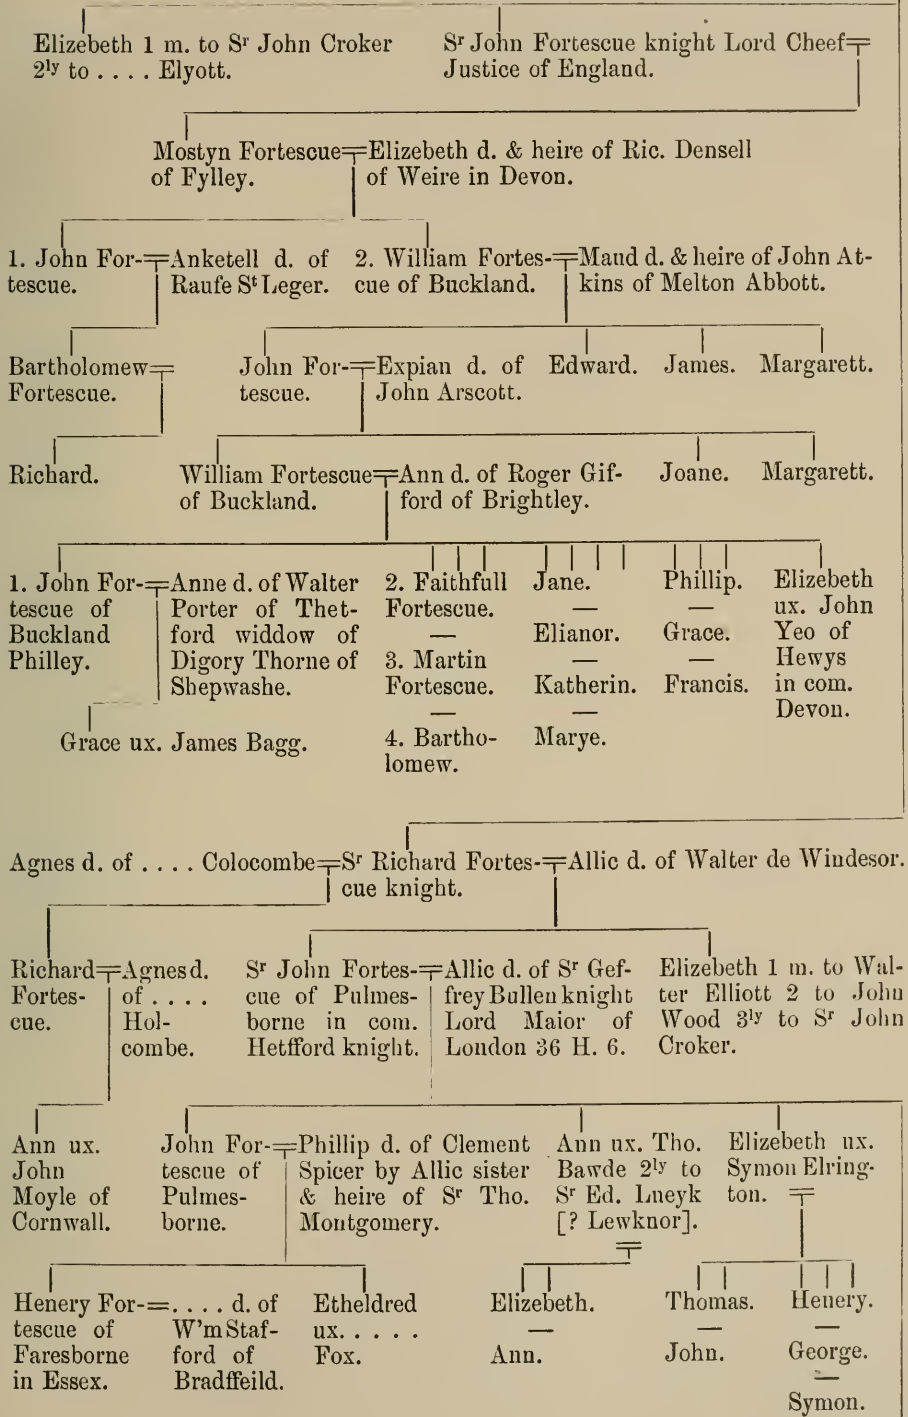 Elizebeth 1 m. to Sʳ John Croker
2ˡʸ to . . . . Elyott.
Sʳ John Fortescue knight Lord Cheef
Justice of England.
Mostyn Fortescue
of Fylley.
Elizebeth d. & heire of Ric. Densell
of Weire in Devon.
1. John For-
tescue.
Anketell d. of
Raufe Sᵗ Leger.
2. William Fortes-
cue of Buckland.
Maud d. & heire of John At-
kins of Melton Abbott.
Bartholomew
Fortescue.
John For-
tescue.
Expian d. of
John Arscott.
Edward.
James.
Margarett.
Richard.
William Fortescue
of Buckland.
Ann d. of Roger Gif-
ford of Brightley.
Joane.
Margarett.
1. John For-
tescue of
Buckland
Philley.
Anne d. of Walter
Porter of Thet-
ford widdow of
Digory Thorne of
Shepwashe.
2. Faithfull
Fortescue.
—
3. Martin
Fortescue.
—
4. Bartho-
lomew.
Jane.
—
Elianor.
—
Katherin.
—
Marye.
Phillip.
—
Grace.
—
Francis.
Elizebeth
ux. John
Yeo of
Hewys
in com.
Devon.
Grace ux. James Bagg.
Agnes d. of . . . . Colocombe
Sʳ Richard Fortes-
cue knight.
Allic d. of Walter de Windesor.
Richard
Fortes-
cue.
Agnes d.
of . . . .
Hol-
combe.
Sʳ John Fortes-
cue of Pulmes-
borne in com.
Hetfford knight.
Allic d. of Sʳ Gef-
frey Bullen knight
Lord Maior of
London 36 H. 6.
Elizebeth 1 m. to Wal-
ter Elliott 2 to John
Wood 3ˡʸ to Sʳ John
Croker.
Ann ux.
John
Moyle of
Cornwall.
John For-
tescue of
Pulmes-
borne.
Phillip d. of Clement
Spicer by Allic sister
& heire of Sʳ Tho.
Montgomery.
Ann ux. Tho.
Bawde 2ˡʸ to
Sʳ Ed. Lueyk
[? Lewknor].
Elizebeth ux.
Symon Elring-
ton.
Henery For-
tescue of
Faresborne
in Essex.
. . . . d. of
W'm Staf-
ford of
Bradffeild.
Etheldred
ux. . . . .
Fox.
Elizebeth.
—
Ann.
Thomas.
—
John.
Henery.
—
George.
—
Symon.